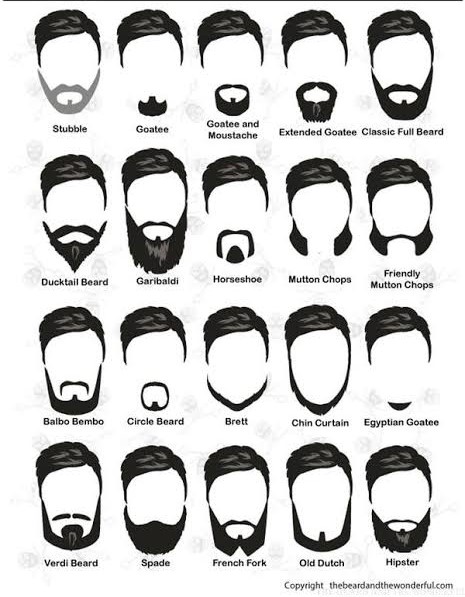 Stubble
Goatee
Goatee and
Moustache
Extended Goatee
Classic Full Beard
Ducktail Beard
Garibaldi
Horseshoe
Mutton Chops
Friendly
Mutton Chops
Balbo Bembo
Circle Beard
Brett
Chin Curtain
Egyptian Goatee
Verdi Beard
Spade
French Fork
Old Dutch
Hipster
Copyright thebeardandthewonderful.com